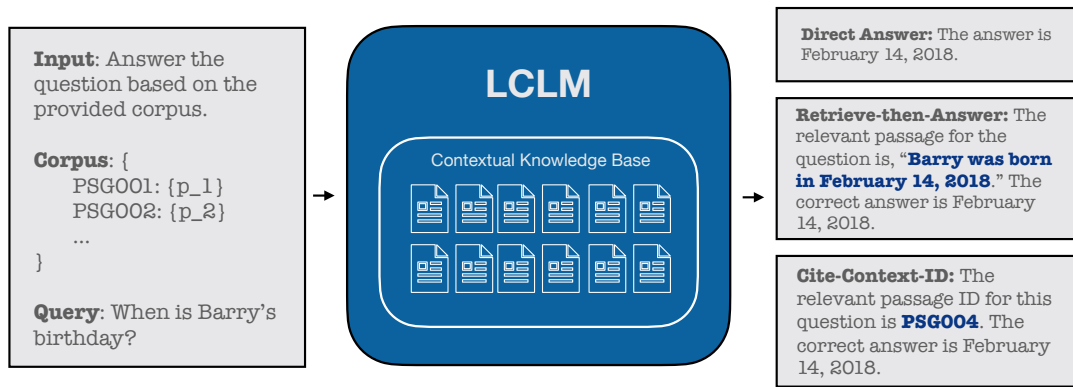 Input: Answer the
question based on the
provided corpus.
Corpus: {
PSG001: {p_1}
PSG002: {p_2}
...
}
Query: When is Barry's
birthday?
LCLM
Contextual Knowledge Base
Direct Answer: The answer is
February 14, 2018.
Retrieve-then-Answer: The
relevant passage for the
question is, “Barry was born
in February 14, 2018.” The
correct answer is February
14, 2018.
Cite-Context-ID: The
relevant passage ID for this
question is PSG004. The
correct answer is February
14, 2018.